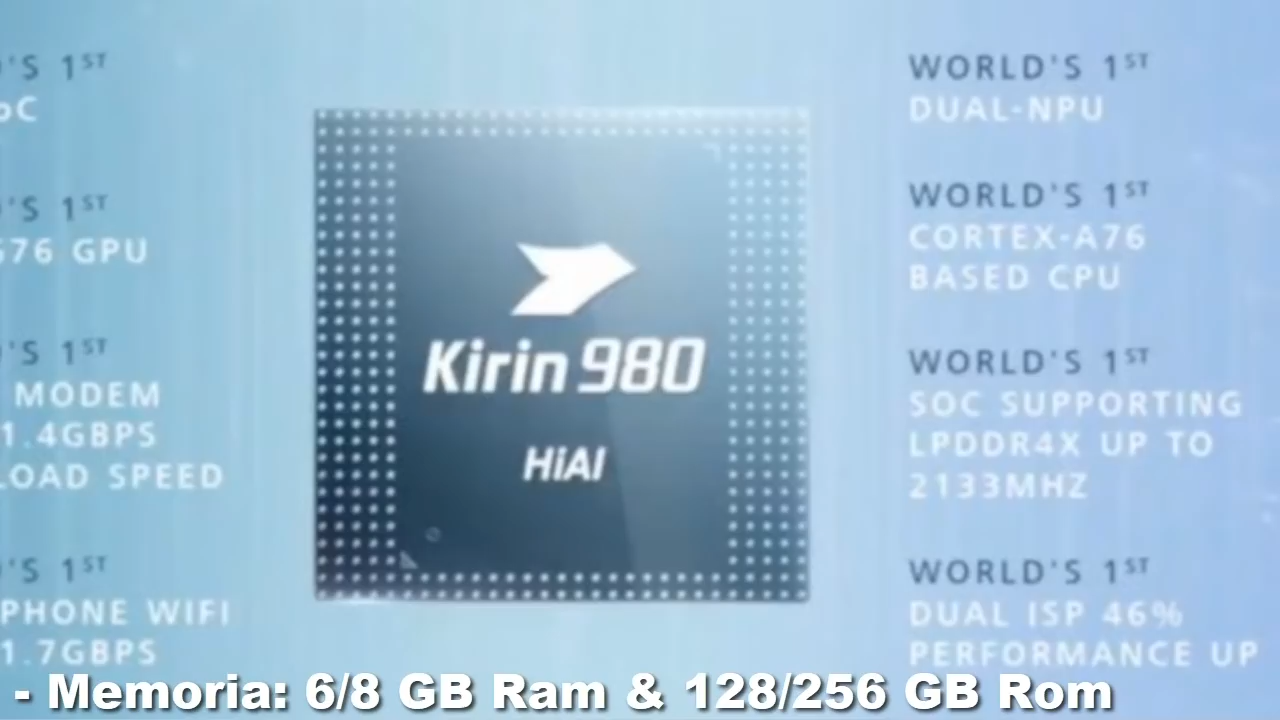 'S 1ST
oC
'S 1ST
G76 GPU
'S 1ST
MODEM
1.4GBPS
LOAD SPEED
'S 1ST
PHONE WIFI
1.7GBPS
Kirin 980
HiAI
WORLD'S 1ST
DUAL-NPU
WORLD'S 1ST
CORTEX-A76
BASED CPU
WORLD'S 1ST
SOC SUPPORTING
LPDDR4X UP TO
2133MHZ
WORLD'S 1ST
DUAL ISP 46%
PERFORMANCE UP
- Memoria: 6/8 GB Ram & 128/256 GB Rom